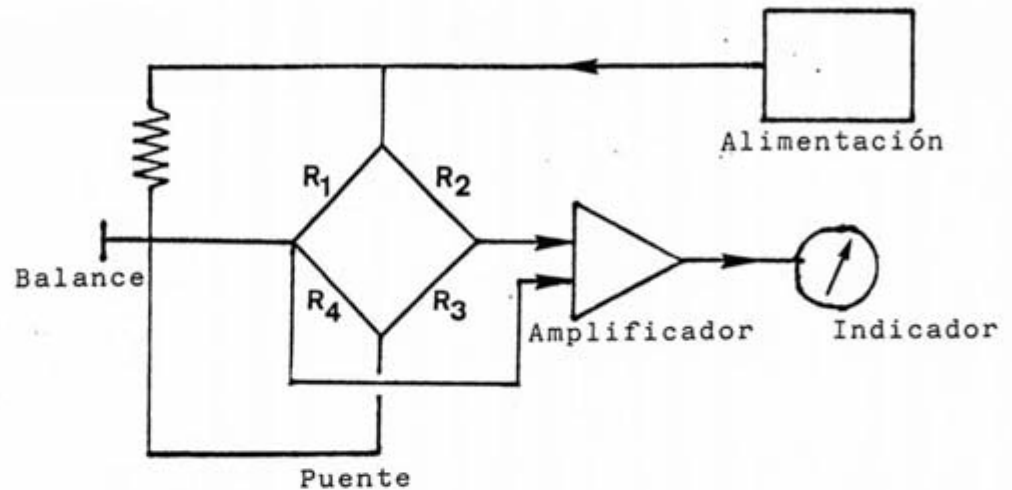 Alimentación
R1
R2
Balance
R4
R3
Amplificador
Indicador
Puente